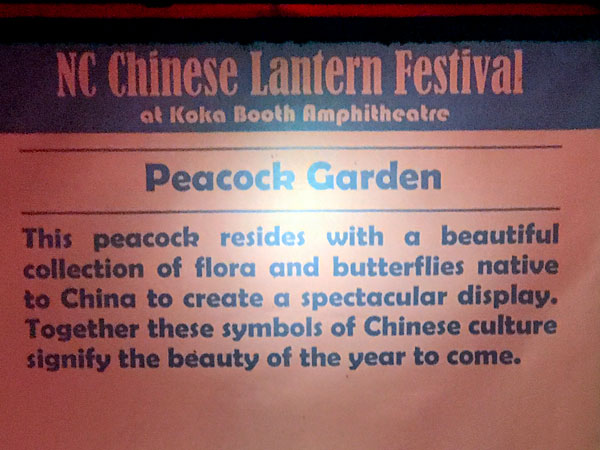 NC Chinese Lantern Festival
at Koka Booth Amphitheatre
Peacock Garden
This peacock resides with a beautiful
collection of flora and butterflies native
to China to create a spectacular display.
Together these symbols of Chinese culture
signify the beauty of the year to come.